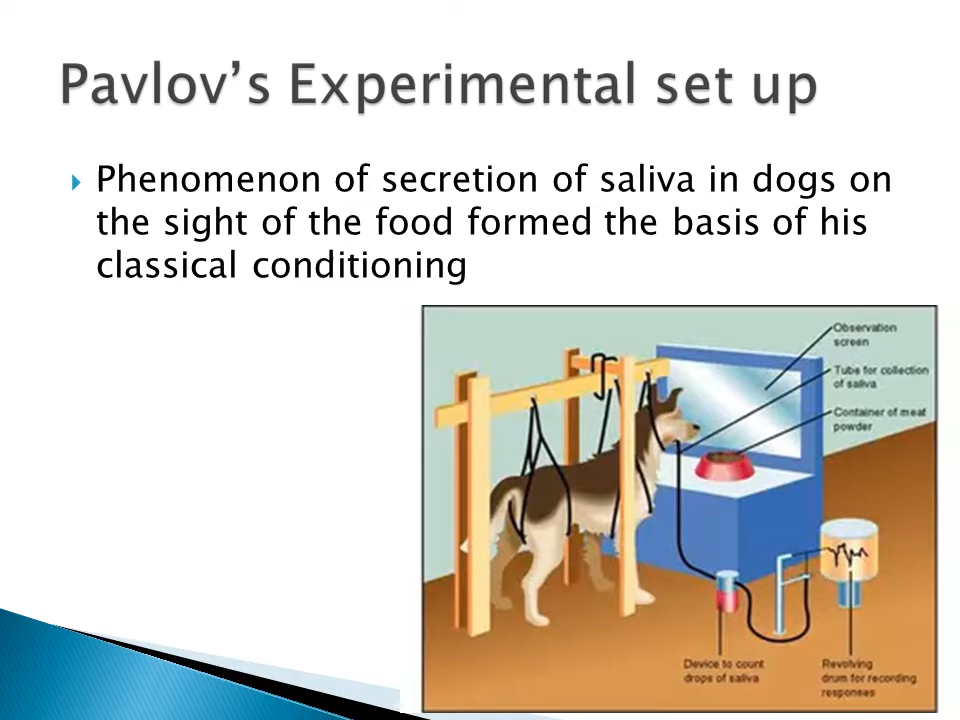 Pavlov’s Experimental set up
Phenomenon of secretion of saliva in dogs on
the sight of the food formed the basis of his
classical conditioning
Observation
screen
Tube for collection
of saliva
Container of meat
powder
Device to count
drops of saliva
Revolving
drum for recording
responses